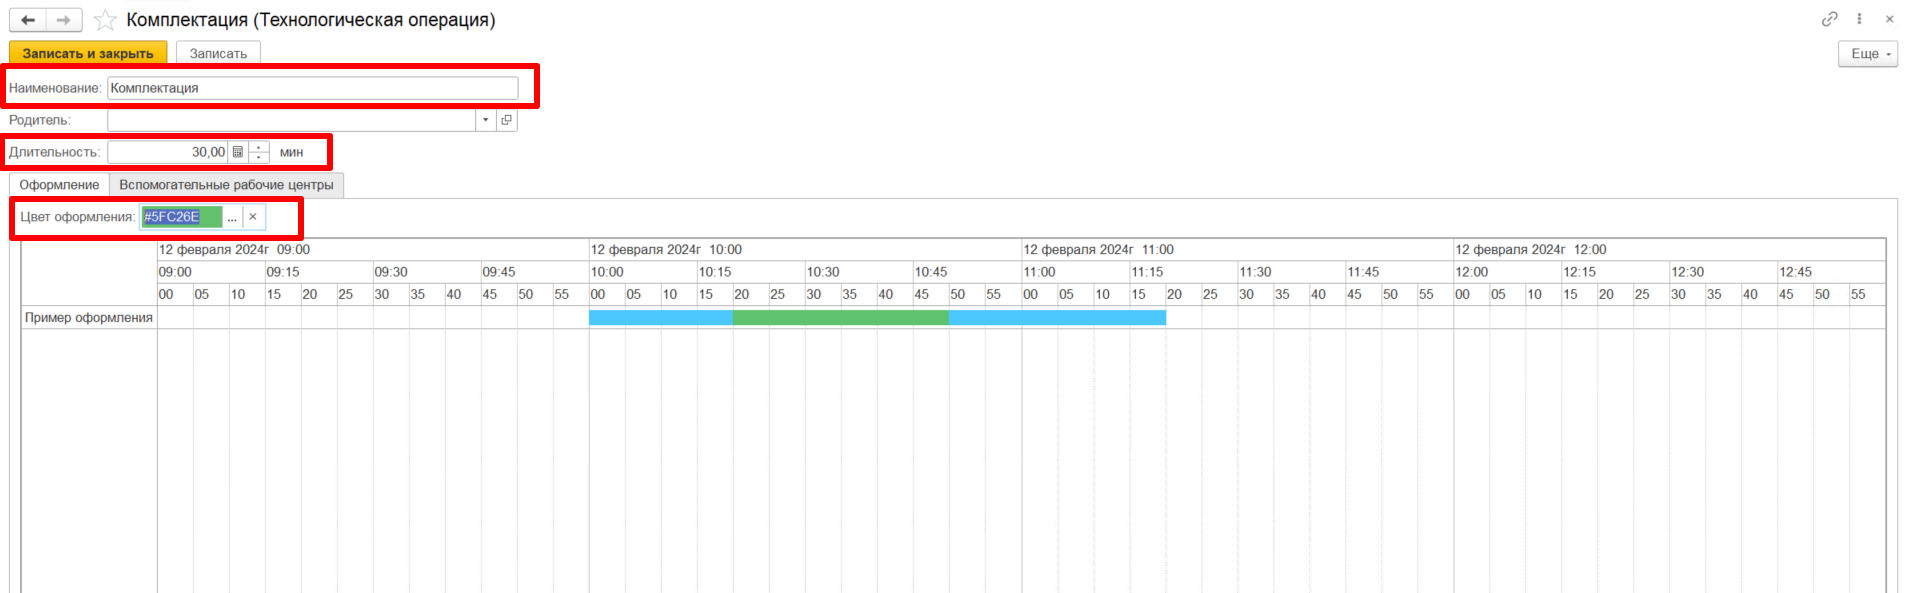 Комплектация (Технологическая операция)
Записать и закрыть Записать Еще
Наименование: Комплектация
Родитель:
Длительность: 30,00 мин
Оформление Вспомогательные рабочие центры
Цвет оформления: #5FC26E ... ×
12 февраля 2024г 09:00 12 февраля 2024г 10:00 12 февраля 2024г 11:00 12 февраля 2024г 12:00
09:00 09:15 09:30 09:45 10:00 10:15 10:30 10:45 11:00 11:15 11:30 11:45 12:00 12:15 12:30 12:45
00 05 10 15 20 25 30 35 40 45 50 55 00 05 10 15 20 25 30 35 40 45 50 55 00 05 10 15 20 25 30 35 40 45 50 55 00 05 10 15 20 25 30 35 40 45 50 55
Пример оформления